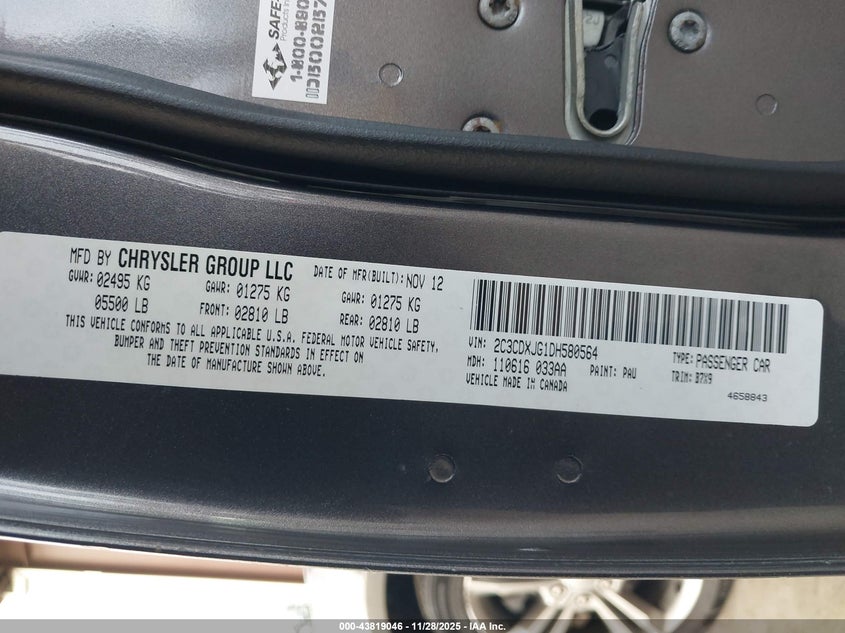 SAFE-
Products In
1-800-890
MFD BY CHRYSLER GROUP LLC DATE OF MFR(BUILT): NOV 12
GVWR: 02495 KG GAWR: 01275 KG GAWR: 01275 KG
05500 LB FRONT: 02810 LB REAR: 02810 LB
THIS VEHICLE CONFORMS TO ALL APPLICABLE U.S.A. FEDERAL MOTOR VEHICLE SAFETY,
BUMPER AND THEFT PREVENTION STANDARDS IN EFFECT ON
THE DATE OF MANUFACTURE SHOWN ABOVE.
VIN: 2C3CDXJG1DH580564 TYPE: PASSENGER CAR
MDH: 110616 033AA PAINT: PAU TRIM: B7X9
VEHICLE MADE IN CANADA 4658843
000-43819046 — 11/28/2025 — IAA Inc.